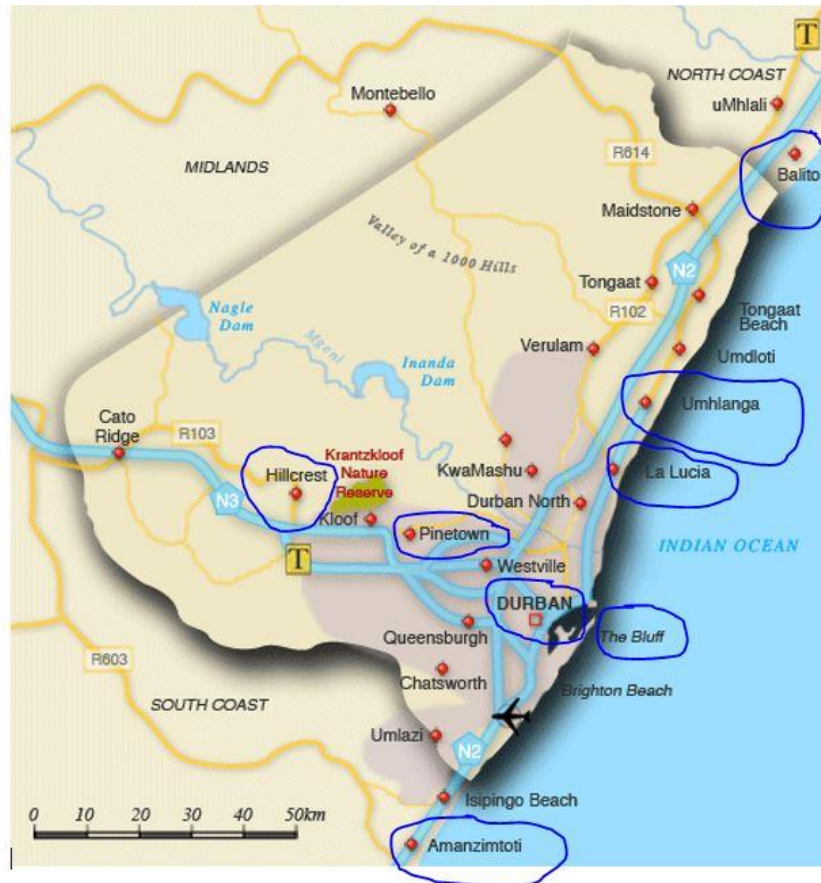 T
NORTH COAST
uMhlali
Montebello
MIDLANDS
R614
Balito
Maidstone
Valley of a 1000 Hills
N2
Tongaat
Nagle
Dam
R102
Tongaat
Beach
Mgeni
Verulam
Umdloti
Inanda
Dam
Umhlanga
Cato
Ridge
R103
Krantzkloof
Nature
Reserve
Hillcrest
KwaMashu
La Lucia
N3
Durban North
Kloof
Pinetown
INDIAN OCEAN
T
Westville
DURBAN
Queensburgh
The Bluff
R603
Chatsworth
Brighton Beach
SOUTH COAST
Umlazi
N2
Isipingo Beach
0 10 20 30 40 50km
Amanzimtoti